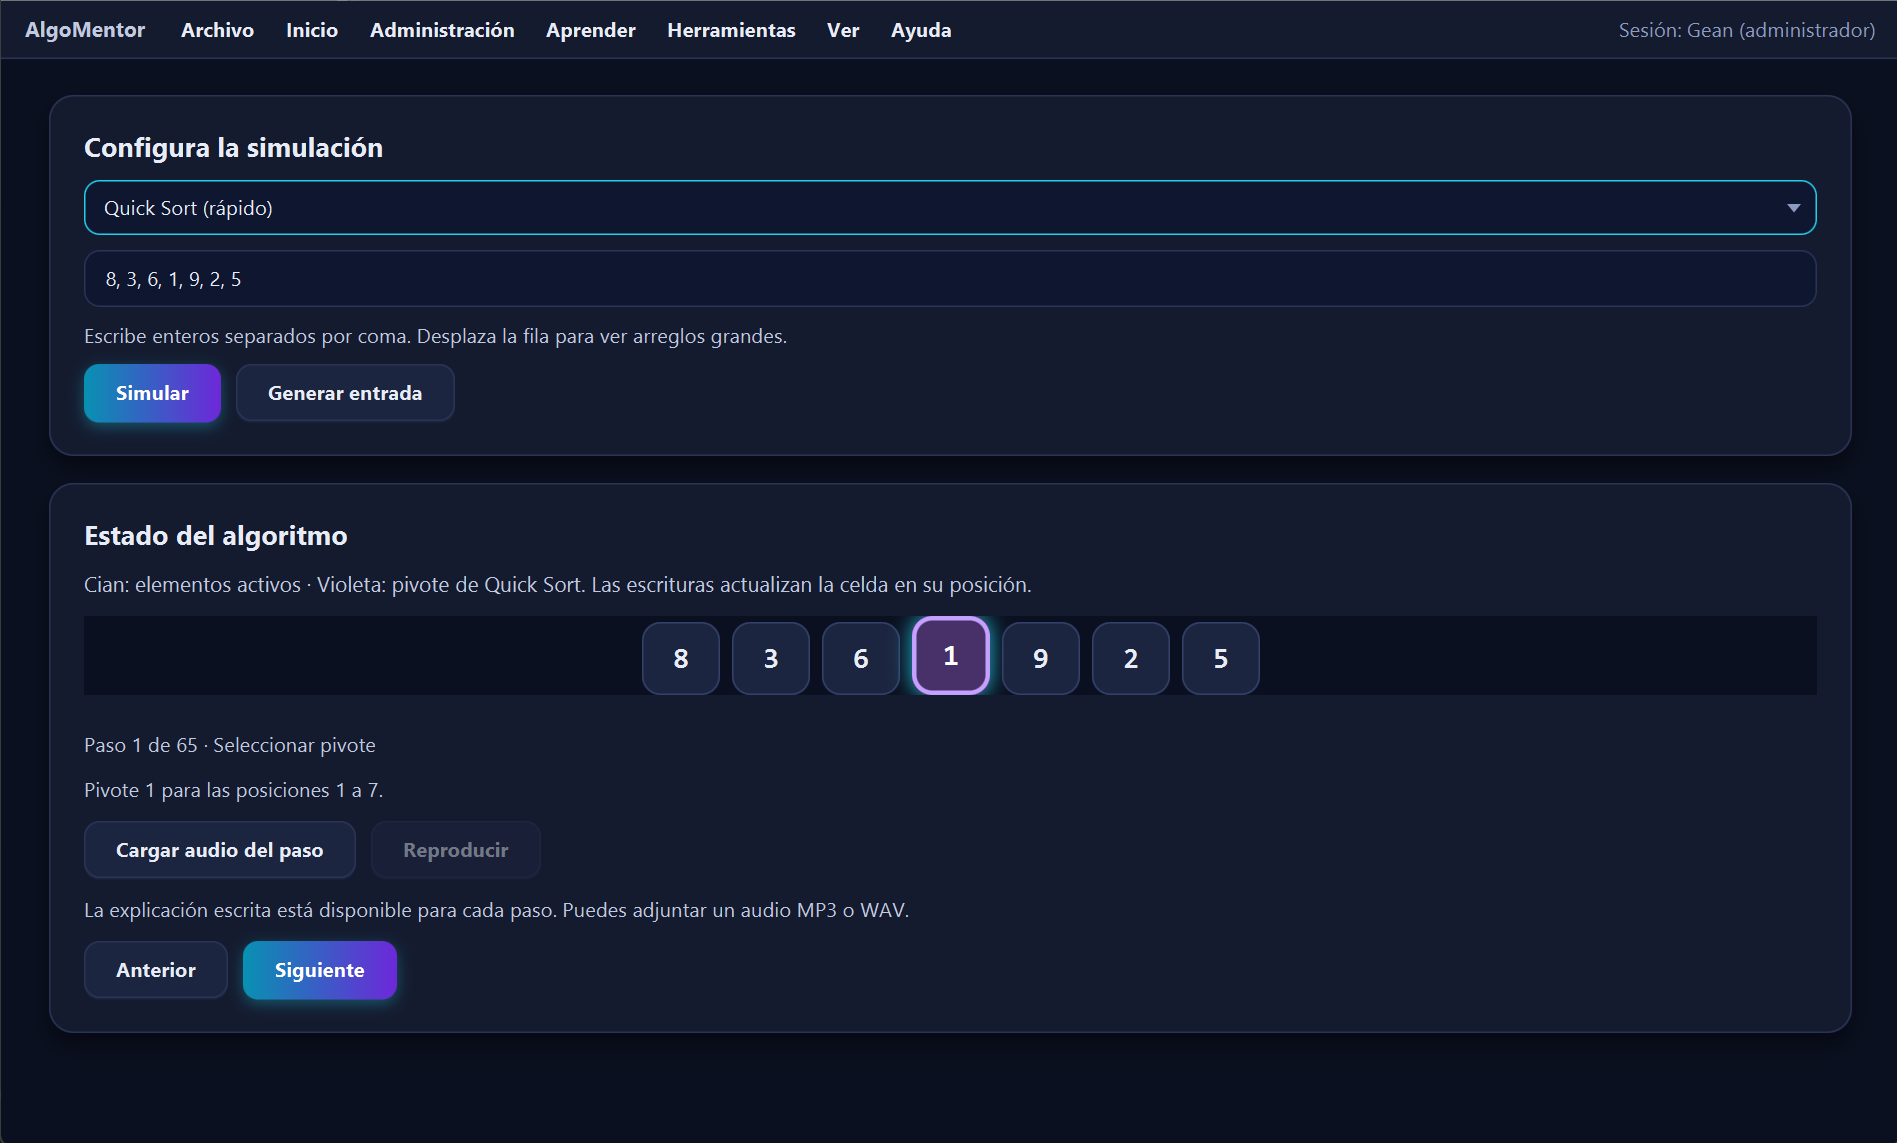 AlgoMentor Archivo Inicio Administración Aprender Herramientas Ver Ayuda Sesión: Gean (administrador)
Configura la simulación
Quick Sort (rápido)
8, 3, 6, 1, 9, 2, 5
Escribe enteros separados por coma. Desplaza la fila para ver arreglos grandes.
Simular Generar entrada
Estado del algoritmo
Cian: elementos activos · Violeta: pivote de Quick Sort. Las escrituras actualizan la celda en su posición.
8 3 6 1 9 2 5
Paso 1 de 65 · Seleccionar pivote
Pivote 1 para las posiciones 1 a 7.
Cargar audio del paso Reproducir
La explicación escrita está disponible para cada paso. Puedes adjuntar un audio MP3 o WAV.
Anterior Siguiente